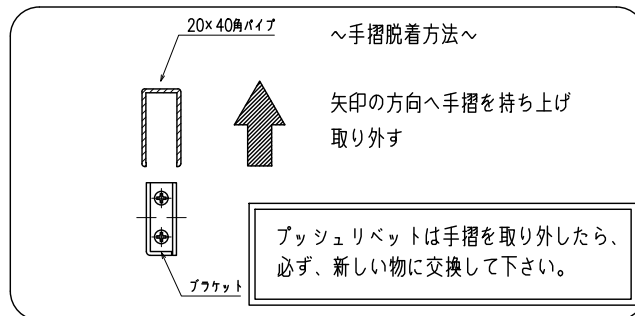 20×40角パイプ
～手摺脱着方法～
矢印の方向へ手摺を持ち上げ
取り外す
プッシュリベットは手摺を取り外したら、
必ず、新しい物に交換して下さい。
ブラケット